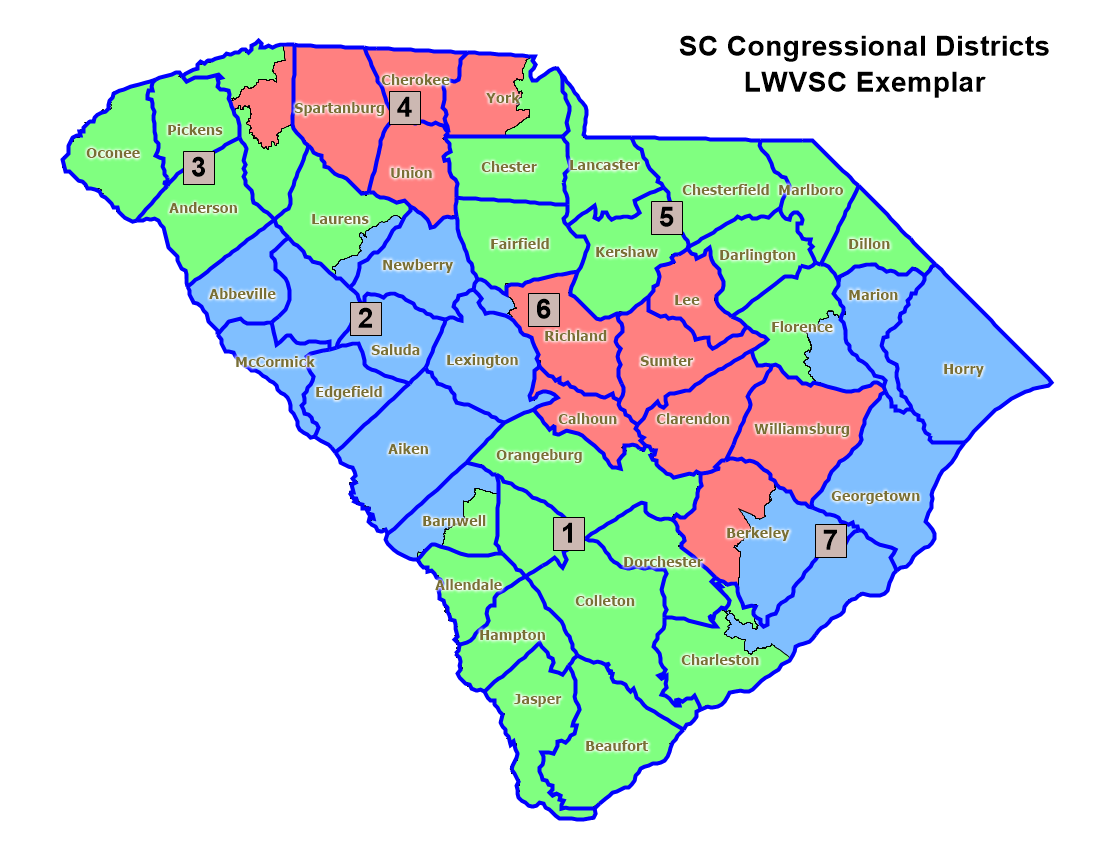 SC Congressional Districts
LWVSC Exemplar
Cherokee
York
Spartanburg
4
Pickens
Oconee
3
Union
Chester
Lancaster
Anderson
Chesterfield
Marlboro
Laurens
5
Fairfield
Kershaw
Darlington
Dillon
Newberry
Abbeville
Lee
Marion
2
6
Richland
Florence
Saluda
McCormick
Lexington
Sumter
Horry
Edgefield
Calhoun
Clarendon
Williamsburg
Aiken
Orangeburg
Georgetown
Barnwell
1
Berkeley
7
Dorchester
Allendale
Colleton
Hampton
Charleston
Jasper
Beaufort